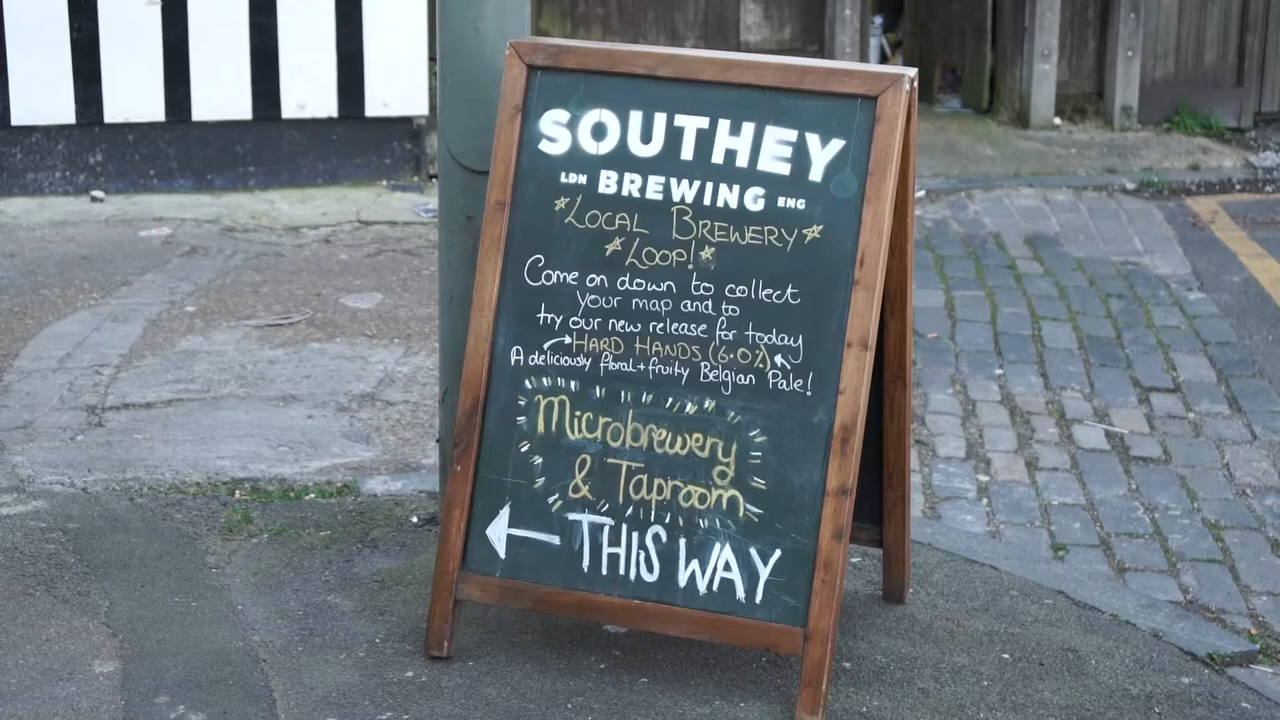 SOUTHEY
LDN BREWING ENG
LOCAL BREWERY
LOOP!
Come on down to collect
your map and to
try our new release for today
HARD HANDS (6.0%)
A deliciously floral + fruity Belgian Pale!
Microbrewery
& Taproom
THIS WAY